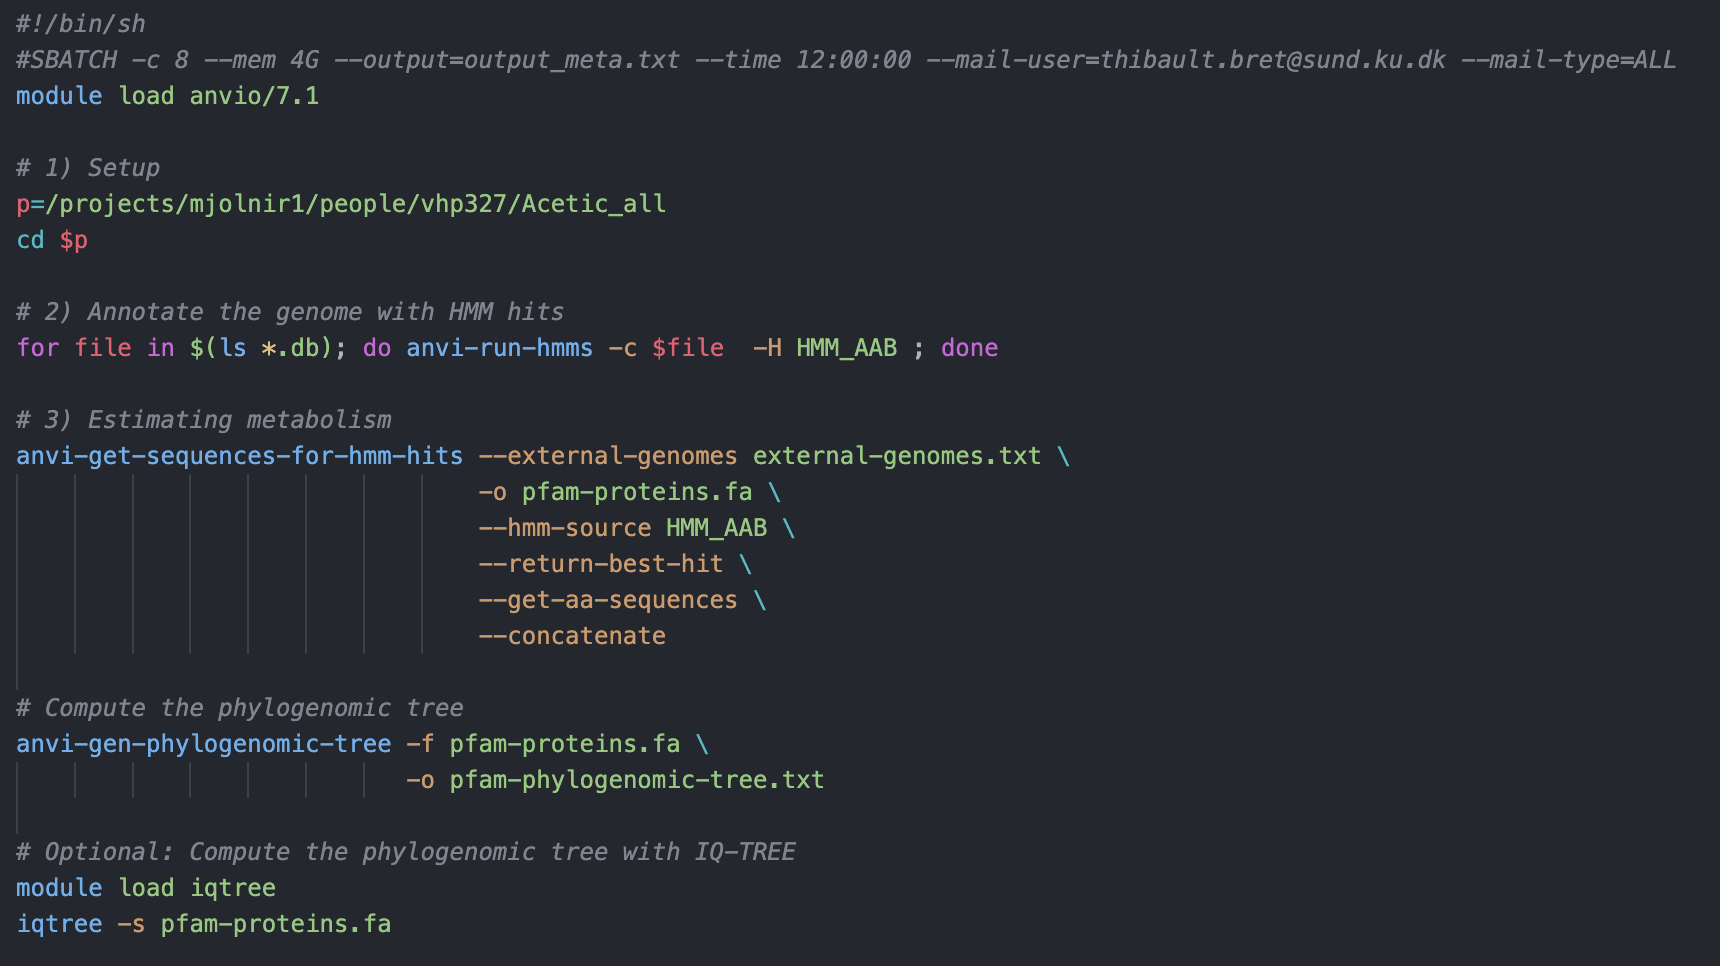 #!/bin/sh
#SBATCH -c 8 --mem 4G --output=output_meta.txt --time 12:00:00 --mail-user=thibault.bret@sund.ku.dk --mail-type=ALL
module load anvio/7.1
# 1) Setup
p=/projects/mjolnir1/people/vhp327/Acetic_all
cd $p
# 2) Annotate the genome with HMM hits
for file in $(ls *.db); do anvi-run-hmms -c $file  -H HMM_AAB ; done
# 3) Estimating metabolism
anvi-get-sequences-for-hmm-hits --external-genomes external-genomes.txt \
-o pfam-proteins.fa \
--hmm-source HMM_AAB \
--return-best-hit \
--get-aa-sequences \
--concatenate
# Compute the phylogenomic tree
anvi-gen-phylogenomic-tree -f pfam-proteins.fa \
-o pfam-phylogenomic-tree.txt
# Optional: Compute the phylogenomic tree with IQ-TREE
module load iqtree
iqtree -s pfam-proteins.fa